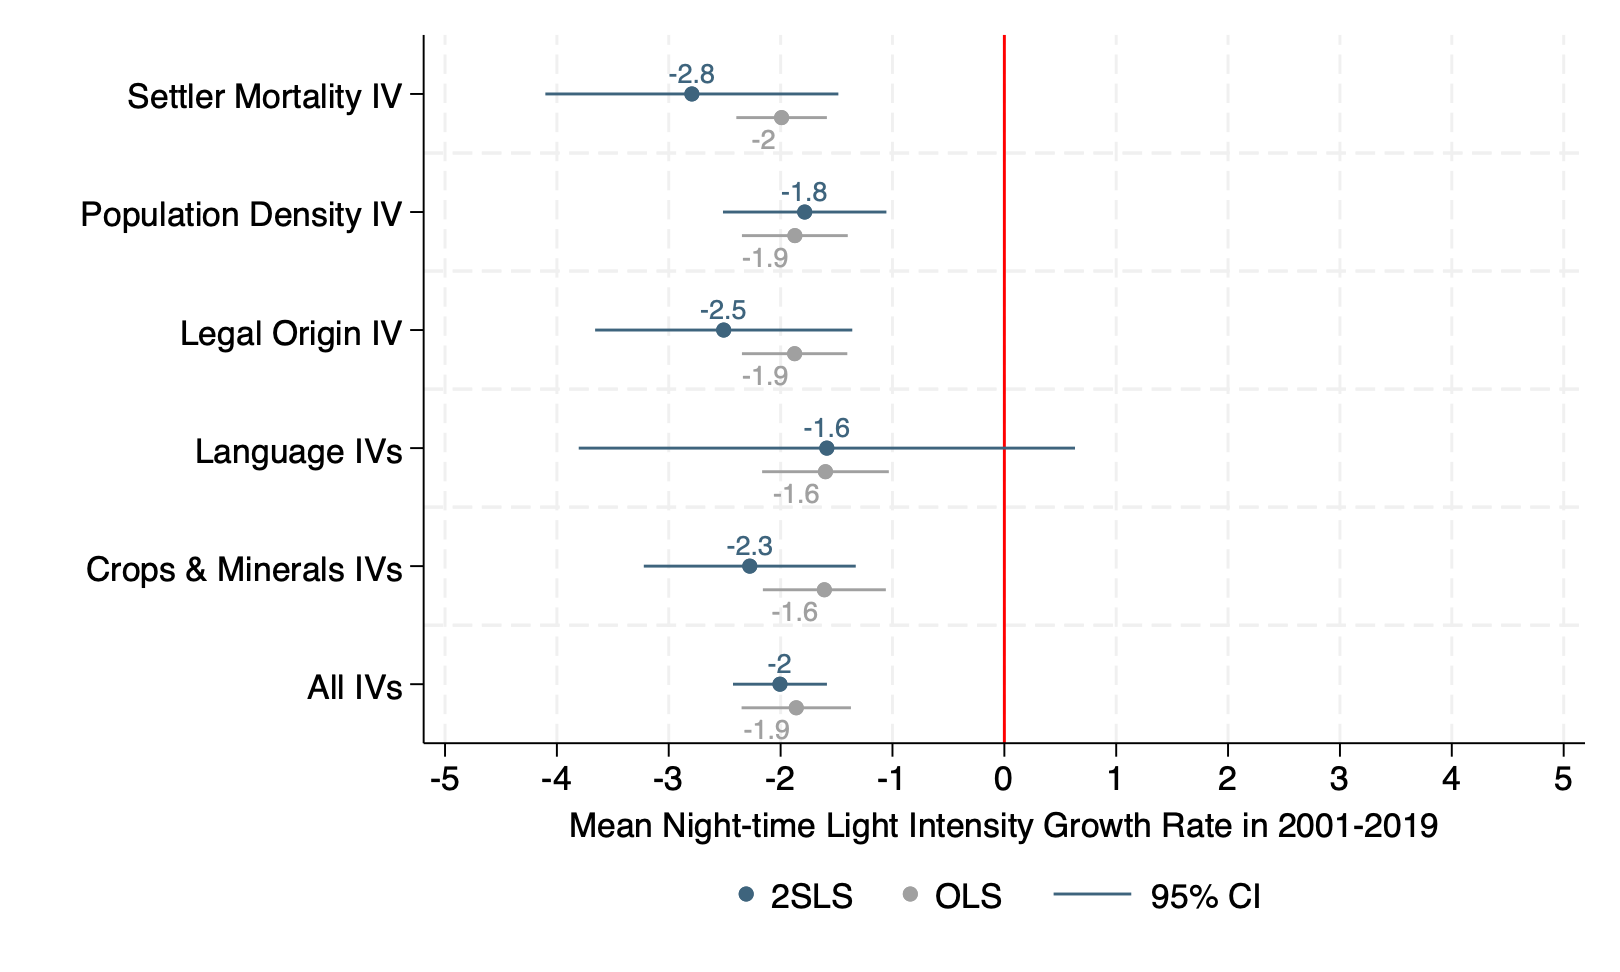 Settler Mortality IV
-2.8
-2
Population Density IV
-1.8
-1.9
Legal Origin IV
-2.5
-1.9
Language IVs
-1.6
-1.6
Crops & Minerals IVs
-2.3
-1.6
All IVs
-2
-1.9
-5 -4 -3 -2 -1 0 1 2 3 4 5
Mean Night-time Light Intensity Growth Rate in 2001-2019
2SLS OLS 95% CI